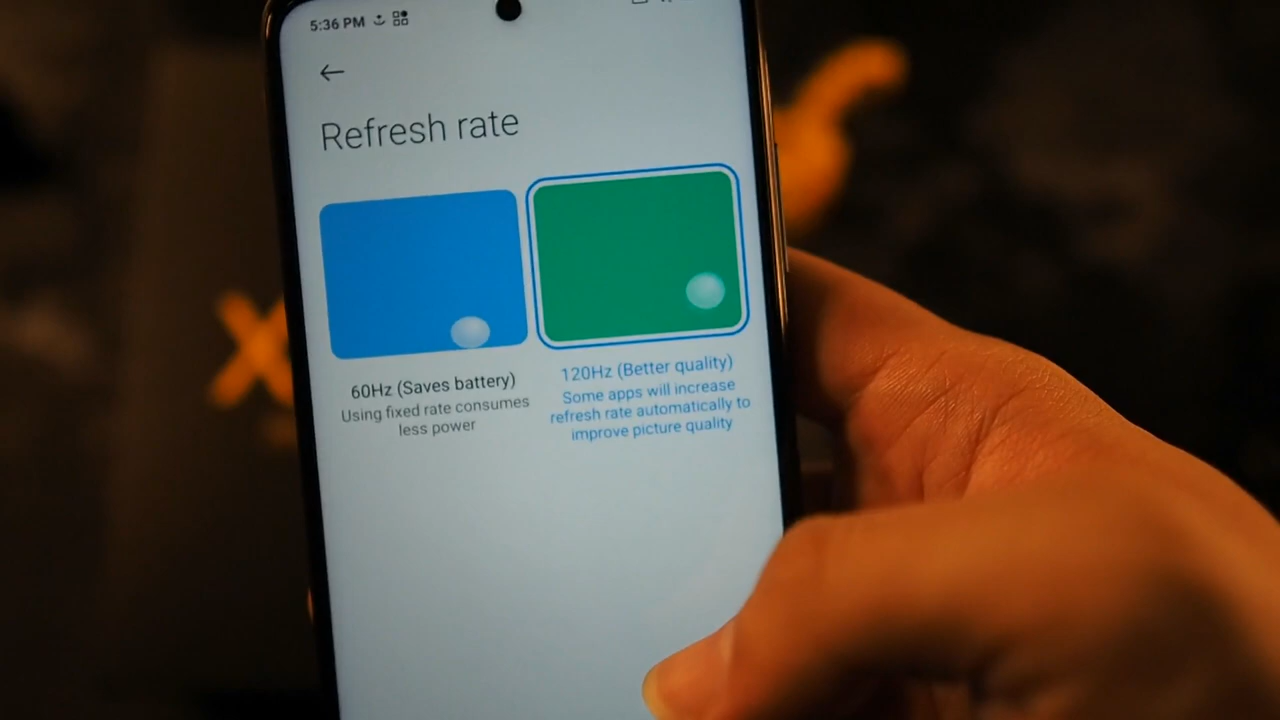 5:36 PM
Refresh rate
60Hz (Saves battery)
Using fixed rate consumes
less power
120Hz (Better quality)
Some apps will increase
refresh rate automatically to
improve picture quality
X